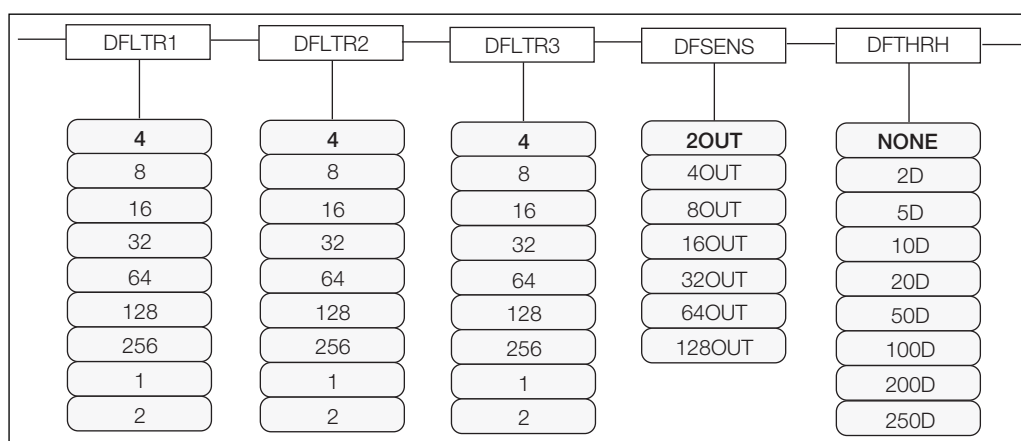 DFLTR1 DFLTR2 DFLTR3 DFSENS DFTHRH
4 4 4 2OUT NONE
8 8 8 4OUT 2D
16 16 16 8OUT 5D
32 32 32 16OUT 10D
64 64 64 32OUT 20D
128 128 128 64OUT 50D
256 256 256 128OUT 100D
1 1 1 200D
2 2 2 250D